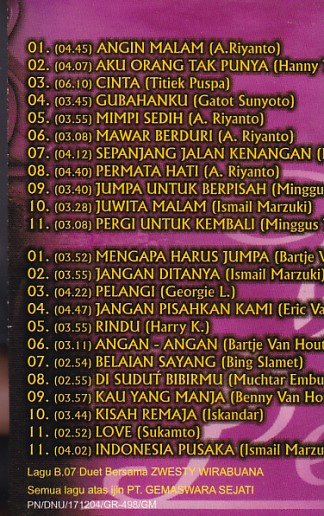 01. (04.45) ANGIN MALAM (A.Riyanto)
02. (04.07) AKU ORANG TAK PUNYA (Hanny
03. (06.10) CINTA (Titiek Puspa)
04. (03.45) GUBAHANKU (Gatot Sunyoto)
05. (03.55) MIMPI SEDIH (A. Riyanto)
06. (03.08) MAWAR BERDURI (A. Riyanto)
07. (04.12) SEPANJANG JALAN KENANGAN (
08. (04.40) PERMATA HATI (A. Riyanto)
09. (03.40) JUMPA UNTUK BERPISAH (Minggus
10. (03.28) JUWITA MALAM (Ismail Marzuki)
11. (03.08) PERGI UNTUK KEMBALI (Minggus
01. (03.52) MENGAPA HARUS JUMPA (Bartje V
02. (03.55) JANGAN DITANYA (Ismail Marzuki)
03. (04.22) PELANGI (Georgie L.)
04. (04.47) JANGAN PISAHKAN KAMI (Eric Va
05. (03.55) RINDU (Harry K.)
06. (03.11) ANGAN - ANGAN (Bartje Van Hout
07. (02.54) BELAIAN SAYANG (Bing Slamet)
08. (02.55) DI SUDUT BIBIRMU (Muchtar Embu
09. (03.57) KAU YANG MANJA (Benny Van Ho
10. (03.44) KISAH REMAJA (Iskandar)
11. (02.52) LOVE (Sukamto)
11. (04.02) INDONESIA PUSAKA (Ismail Marzu
Lagu B.07 Duet Bersama ZWESTY WIRABUANA
Semua lagu atas ijin PT. GEMASWARA SEJATI
PN/DNU/171204/GR-498/GM